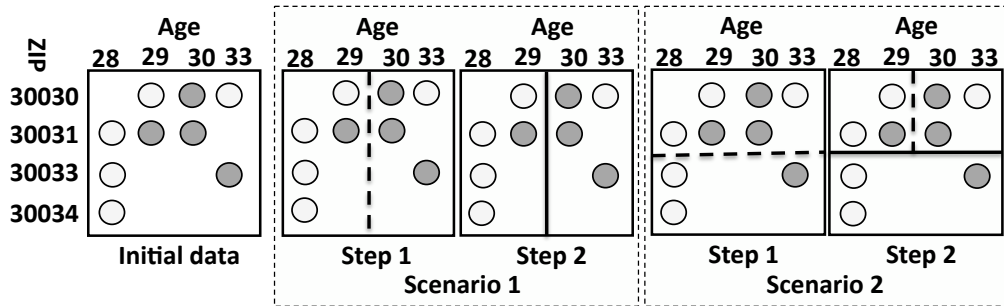 Age Age Age Age Age
ZIP
28 29 30 33 28 29 30 33 28 29 30 33 28 29 30 33 28 29 30 33
30030
30031
30033
30034
Initial data Step 1 Step 2 Step 1 Step 2
Scenario 1 Scenario 2